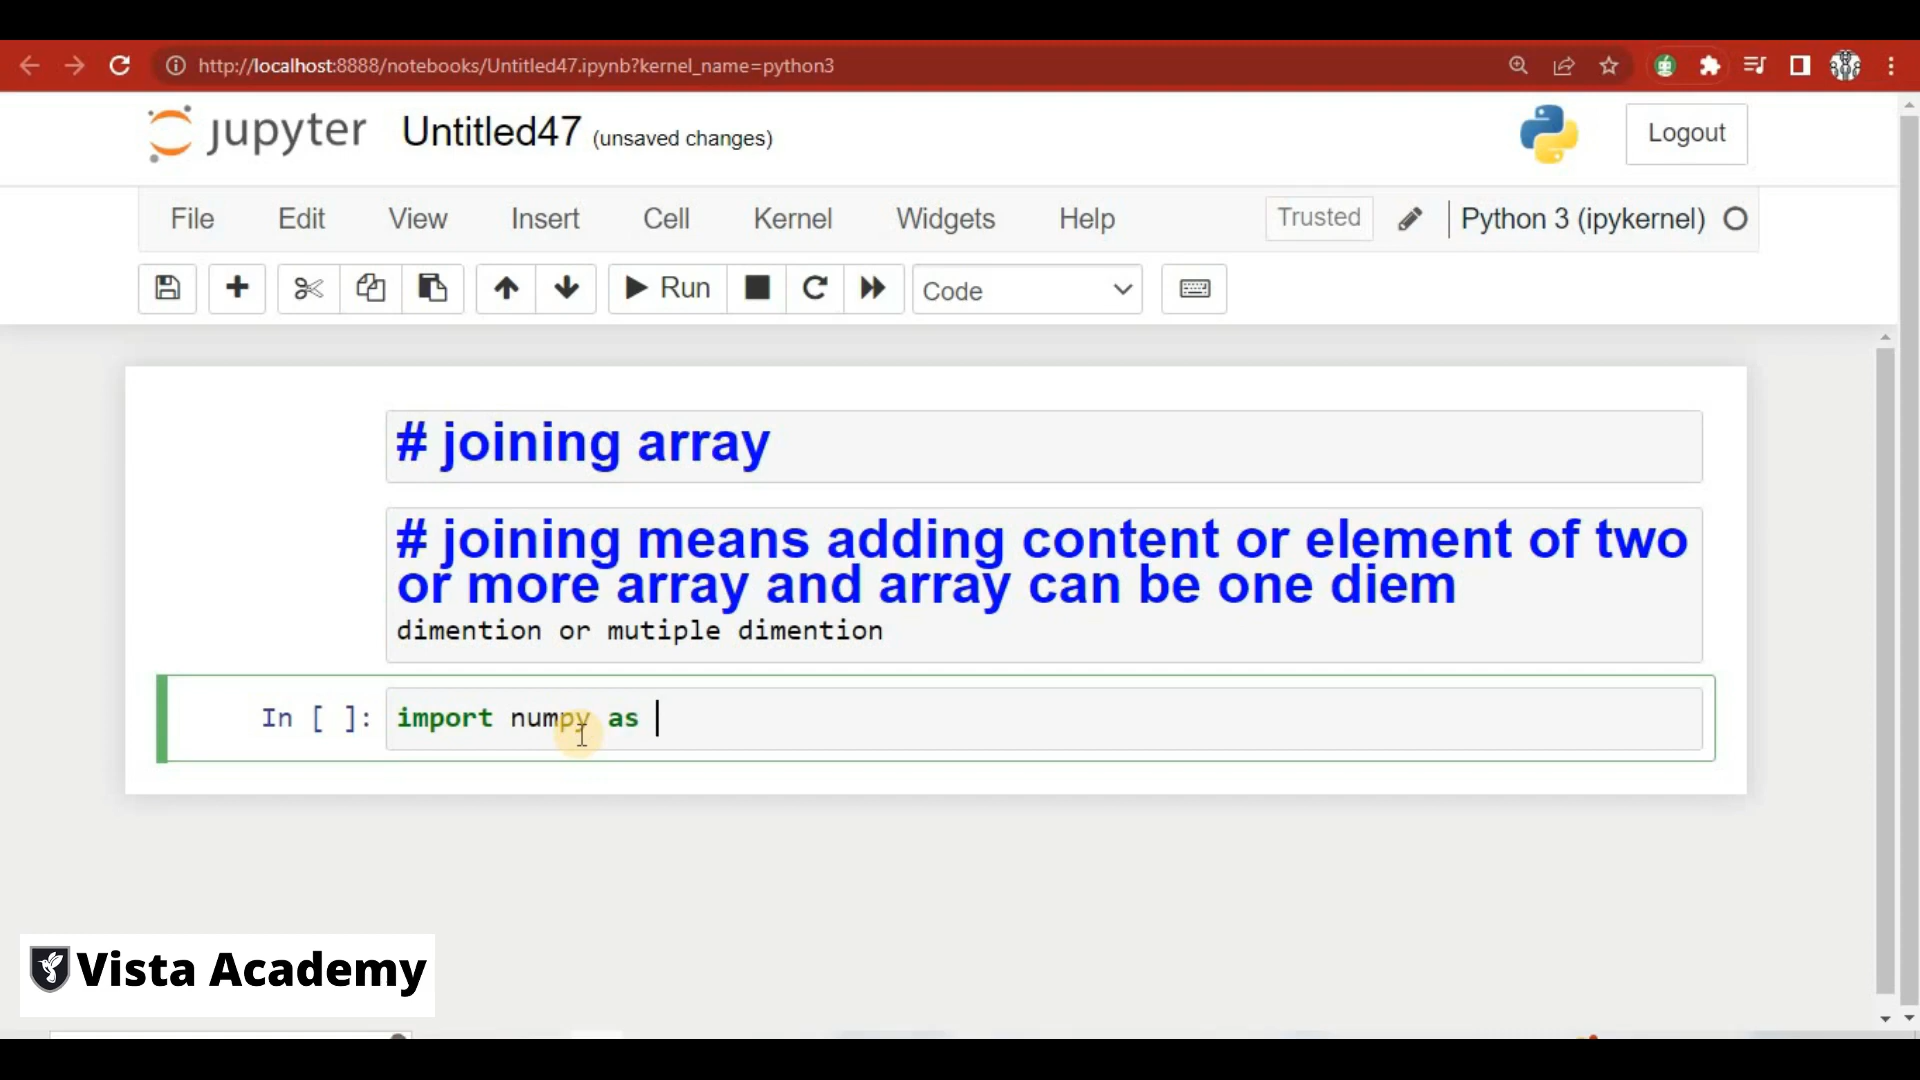 http://localhost:8888/notebooks/Untitled47.ipynb?kernel_name=python3
jupyter Untitled47 (unsaved changes)
Logout
File Edit View Insert Cell Kernel Widgets Help Trusted Python 3 (ipykernel)
Run Code
# joining array
# joining means adding content or element of two
or more array and array can be one diem
dimention or mutiple dimention
In [ ]: import numpy as
Vista Academy